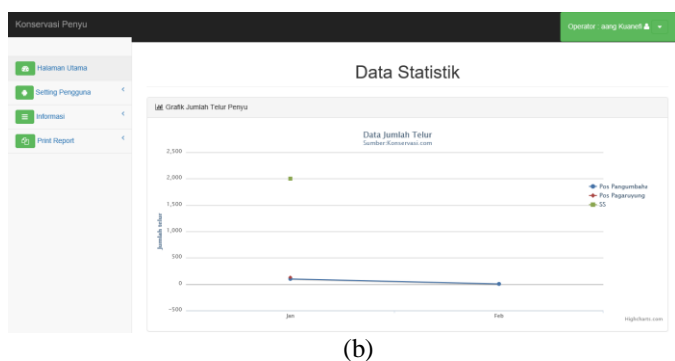 Konservasi Penyu
Operator : aang Kuanefi
Halaman Utama
Setting Pengguna
Informasi
Print Report
Data Statistik
Grafik Jumlah Telur Penyu
Data Jumlah Telur
Sumber:Konservasi.com
Jumlah telur
2,500
2,000
1,500
1,000
500
0
-500
Jan
Feb
Pos Pangumbahu
Pos Pagaruyung
SS
Highcharts.com
(b)